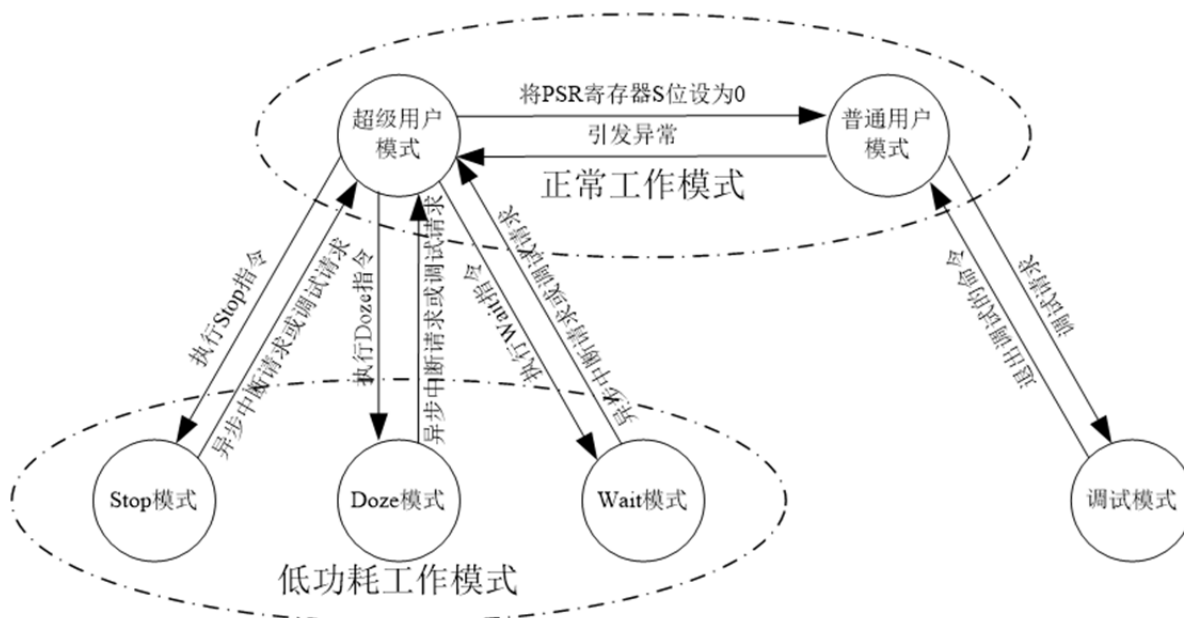 将PSR寄存器S位设为0
超级用户
模式
普通用户
模式
引发异常
正常工作模式
执行Stop指令
异步中断请求或调试请求
执行Doze指令
异步中断请求或调试请求
执行Wait指令
异步中断请求或调试请求
退出调试的命令
调试请求
Stop模式
Doze模式
Wait模式
调试模式
低功耗工作模式